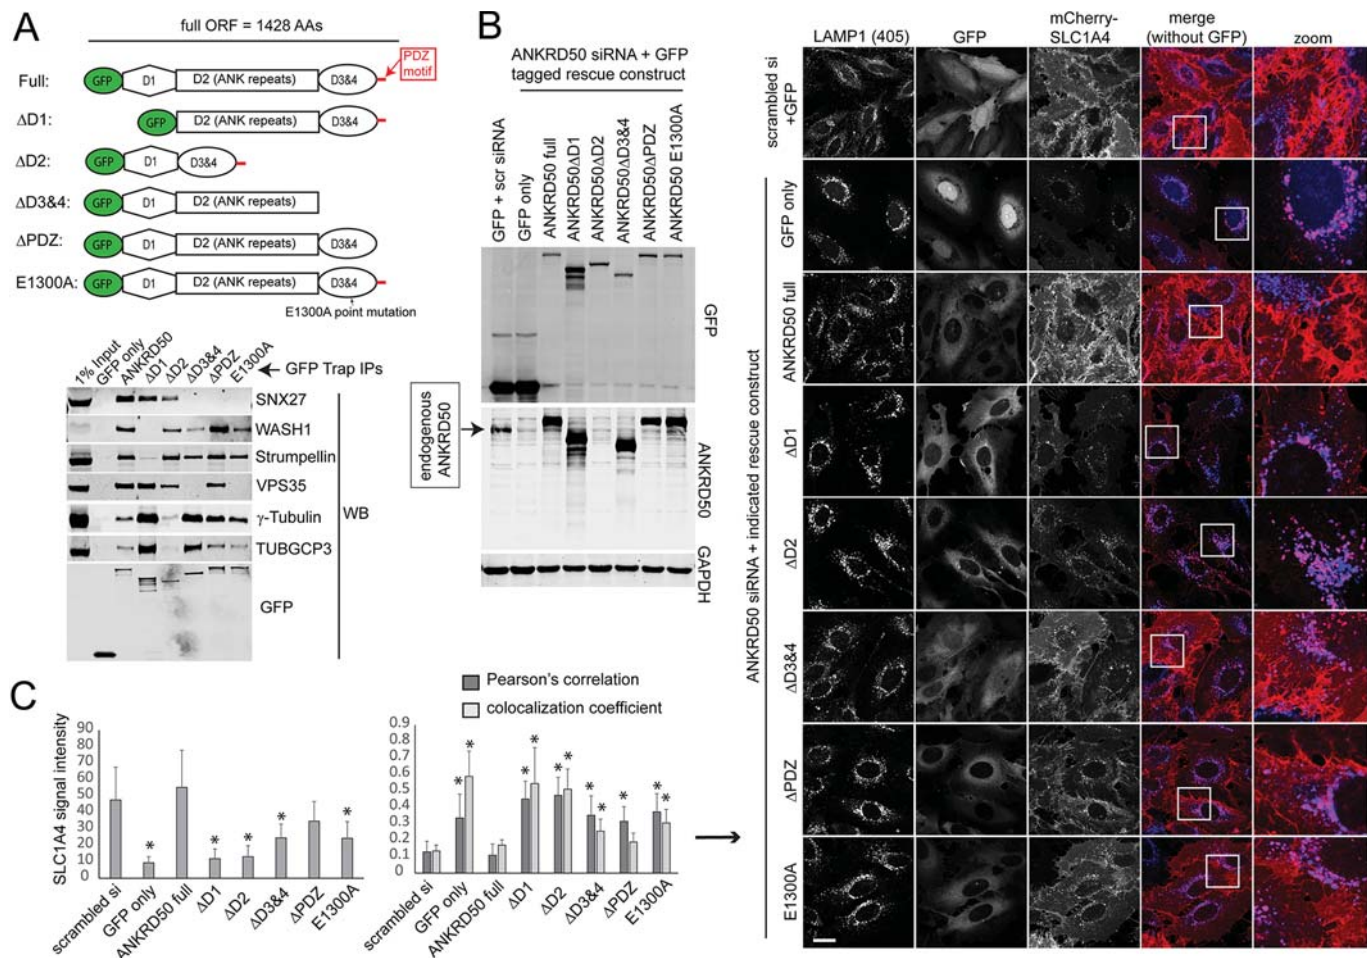 A
full ORF = 1428 AAs
PDZ
motif
Full:
GFP
D1
D2 (ANK repeats)
D3&4
ΔD1:
GFP
D2 (ANK repeats)
D3&4
ΔD2:
GFP
D1
D3&4
ΔD3&4:
GFP
D1
D2 (ANK repeats)
ΔPDZ:
GFP
D1
D2 (ANK repeats)
D3&4
E1300A:
GFP
D1
D2 (ANK repeats)
D3&4
E1300A point mutation
1% Input
GFP only
ANKRD50
ΔD1
ΔD2
ΔD3&4
ΔPDZ
E1300A
GFP Trap IPs
SNX27
WASH1
Strumpellin
VPS35
γ-Tubulin
TUBGCP3
GFP
WB
B
ANKRD50 siRNA + GFP
tagged rescue construct
GFP + scr siRNA
GFP only
ANKRD50 full
ANKRD50ΔD1
ANKRD50ΔD2
ANKRD50ΔD3&4
ANKRD50ΔPDZ
ANKRD50 E1300A
GFP
endogenous
ANKRD50
ANKRD50
GAPDH
LAMP1 (405)
GFP
mCherry-
SLC1A4
merge
(without GFP)
zoom
scrambled si
+GFP
GFP only
ANKRD50 full
ΔD1
ΔD2
ΔD3&4
ΔPDZ
E1300A
ANKRD50 siRNA + indicated rescue construct
C
SLC1A4 signal intensity
90
80
70
60
50
40
30
20
10
0
*
*
*
*
*
scrambled si
GFP only
ANKRD50 full
ΔD1
ΔD2
ΔD3&4
ΔPDZ
E1300A
Pearson's correlation
colocalization coefficient
0.9
0.8
0.7
0.6
0.5
0.4
0.3
0.2
0.1
0
* *
* *
* *
* *
*
* *
scrambled si
GFP only
ANKRD50 full
ΔD1
ΔD2
ΔD3&4
ΔPDZ
E1300A